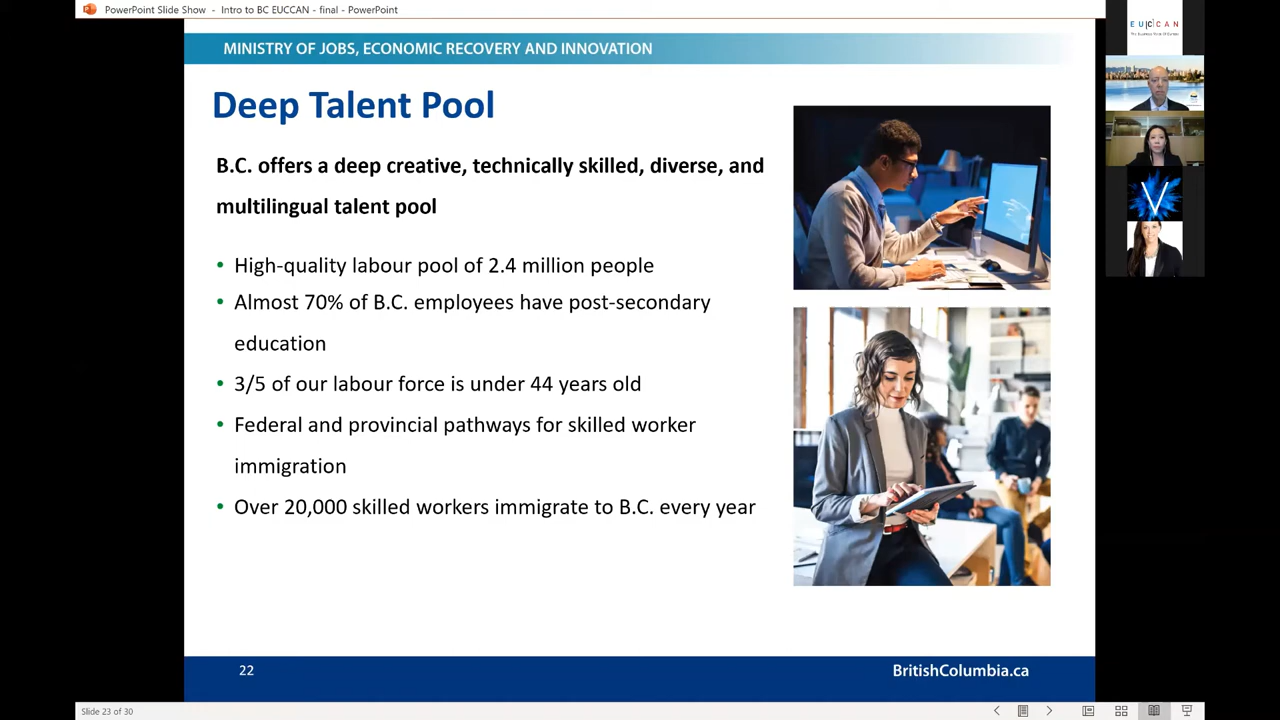 PowerPoint Slide Show - Intro to BC EUCCAN - final - PowerPoint
MINISTRY OF JOBS, ECONOMIC RECOVERY AND INNOVATION
Deep Talent Pool
B.C. offers a deep creative, technically skilled, diverse, and
multilingual talent pool
• High-quality labour pool of 2.4 million people
• Almost 70% of B.C. employees have post-secondary
education
• 3/5 of our labour force is under 44 years old
• Federal and provincial pathways for skilled worker
immigration
• Over 20,000 skilled workers immigrate to B.C. every year
22
BritishColumbia.ca
Slide 23 of 30
EUCCAN
V